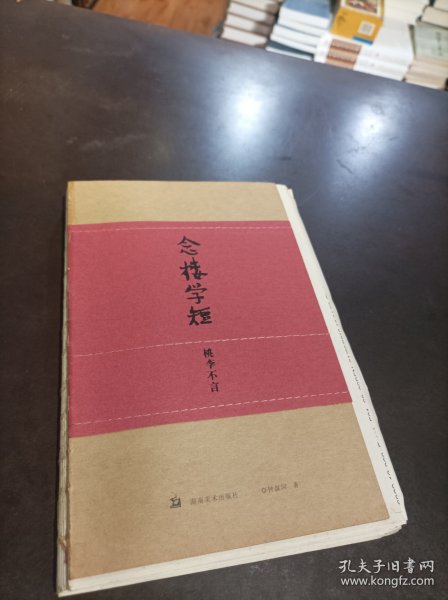 念楼学短
桃李不言
湖南美术出版社
◎钟叔河 著
孔夫子旧书网
www.kongfz.com